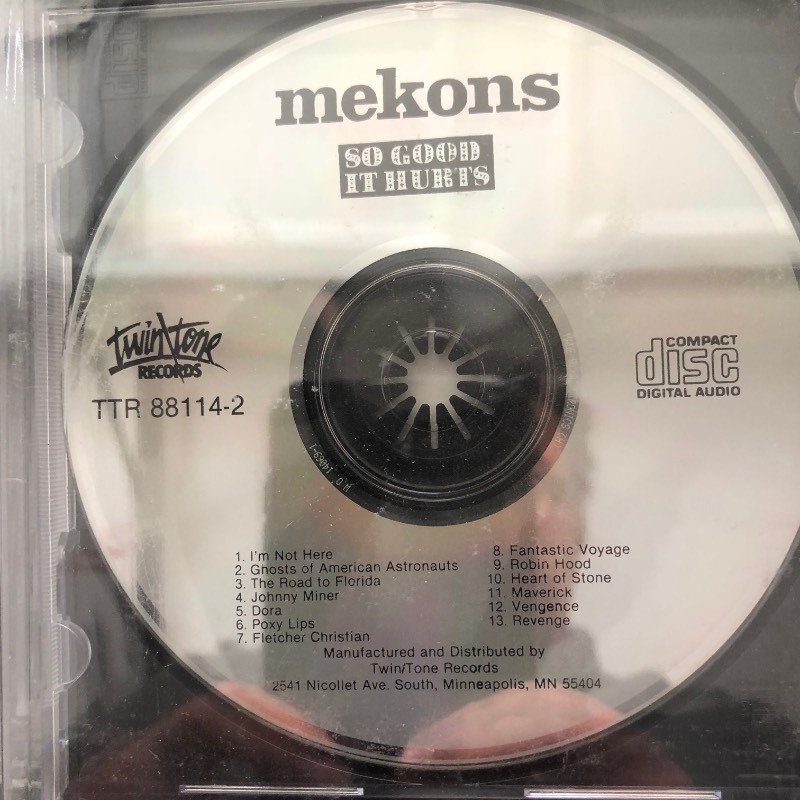 mekons
SO GOOD
IT HURTS
Twin/Tone
RECORDS
TTR 88114-2
COMPACT
disc
DIGITAL AUDIO
1. I'm Not Here
2. Ghosts of American Astronauts
3. The Road to Florida
4. Johnny Miner
5. Dora
6. Poxy Lips
7. Fletcher Christian
8. Fantastic Voyage
9. Robin Hood
10. Heart of Stone
11. Maverick
12. Vengence
13. Revenge
Manufactured and Distributed by
Twin/Tone Records
2541 Nicollet Ave. South, Minneapolis, MN 55404